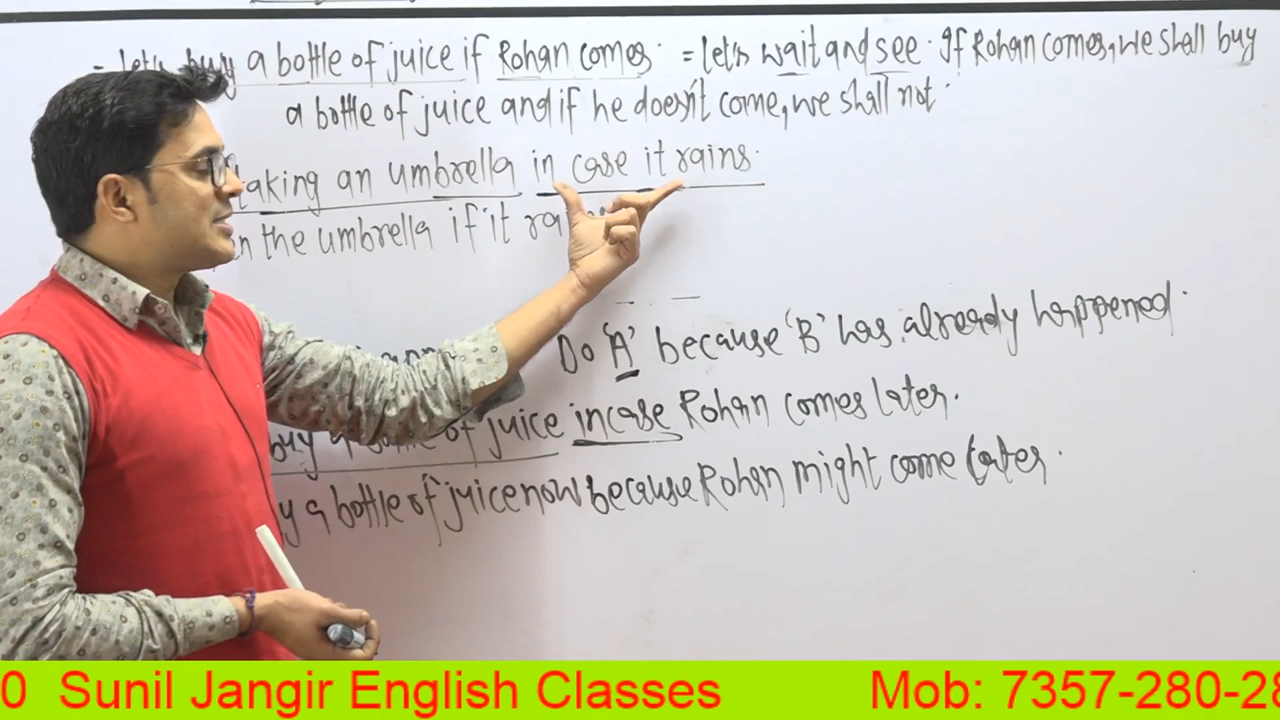 = let's buy a bottle of juice if Rohan comes. = let's wait and see. If Rohan comes, we shall buy
a bottle of juice and if he doesn't come, we shall not.
taking an umbrella in case it rains.
the umbrella if it
Do 'A' because 'B' has already happened.
buy a bottle of juice incase Rohan comes later.
a bottle of juice now because Rohan might come later.
0 Sunil Jangir English Classes Mob: 7357-280-28